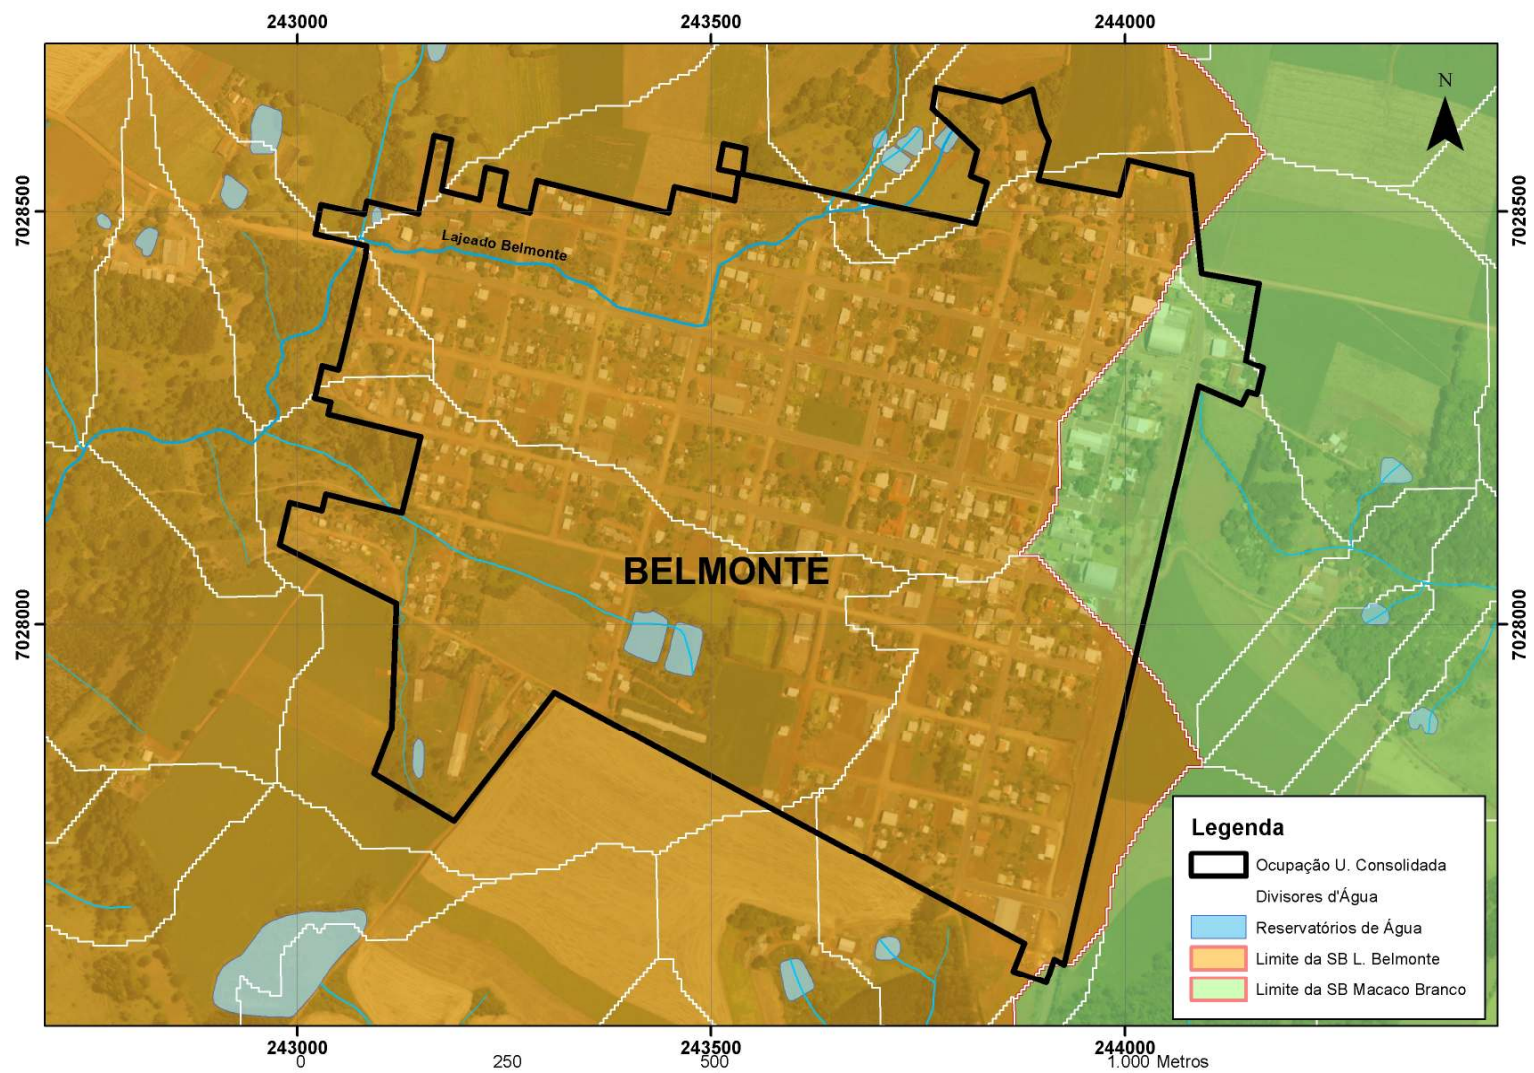 243000 243500 244000
N
7028500 7028500
Lajeado Belmonte
BELMONTE
7028000 7028000
Legenda
Ocupação U. Consolidada
Divisores d'Água
Reservatórios de Água
Limite da SB L. Belmonte
Limite da SB Macaco Branco
243000 243500 244000
0 250 500 1.000 Metros